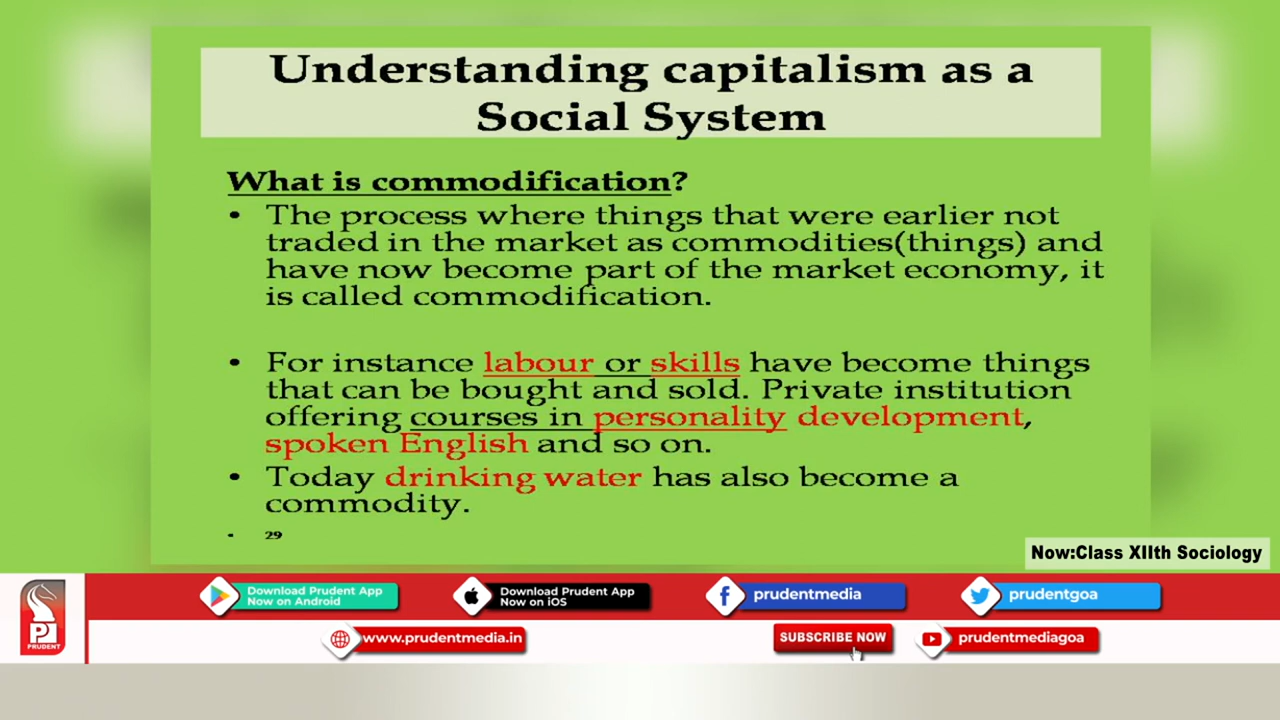 Understanding capitalism as a
Social System
What is commodification?
• The process where things that were earlier not
traded in the market as commodities(things) and
have now become part of the market economy, it
is called commodification.
• For instance labour or skills have become things
that can be bought and sold. Private institution
offering courses in personality development,
spoken English and so on.
• Today drinking water has also become a
commodity.
29
Now:Class XIIth Sociology
PRUDENT
Download Prudent App
Now on Android
Download Prudent App
Now on iOS
prudentmedia
prudentgoa
www.prudentmedia.in
SUBSCRIBE NOW
prudentmediagoa